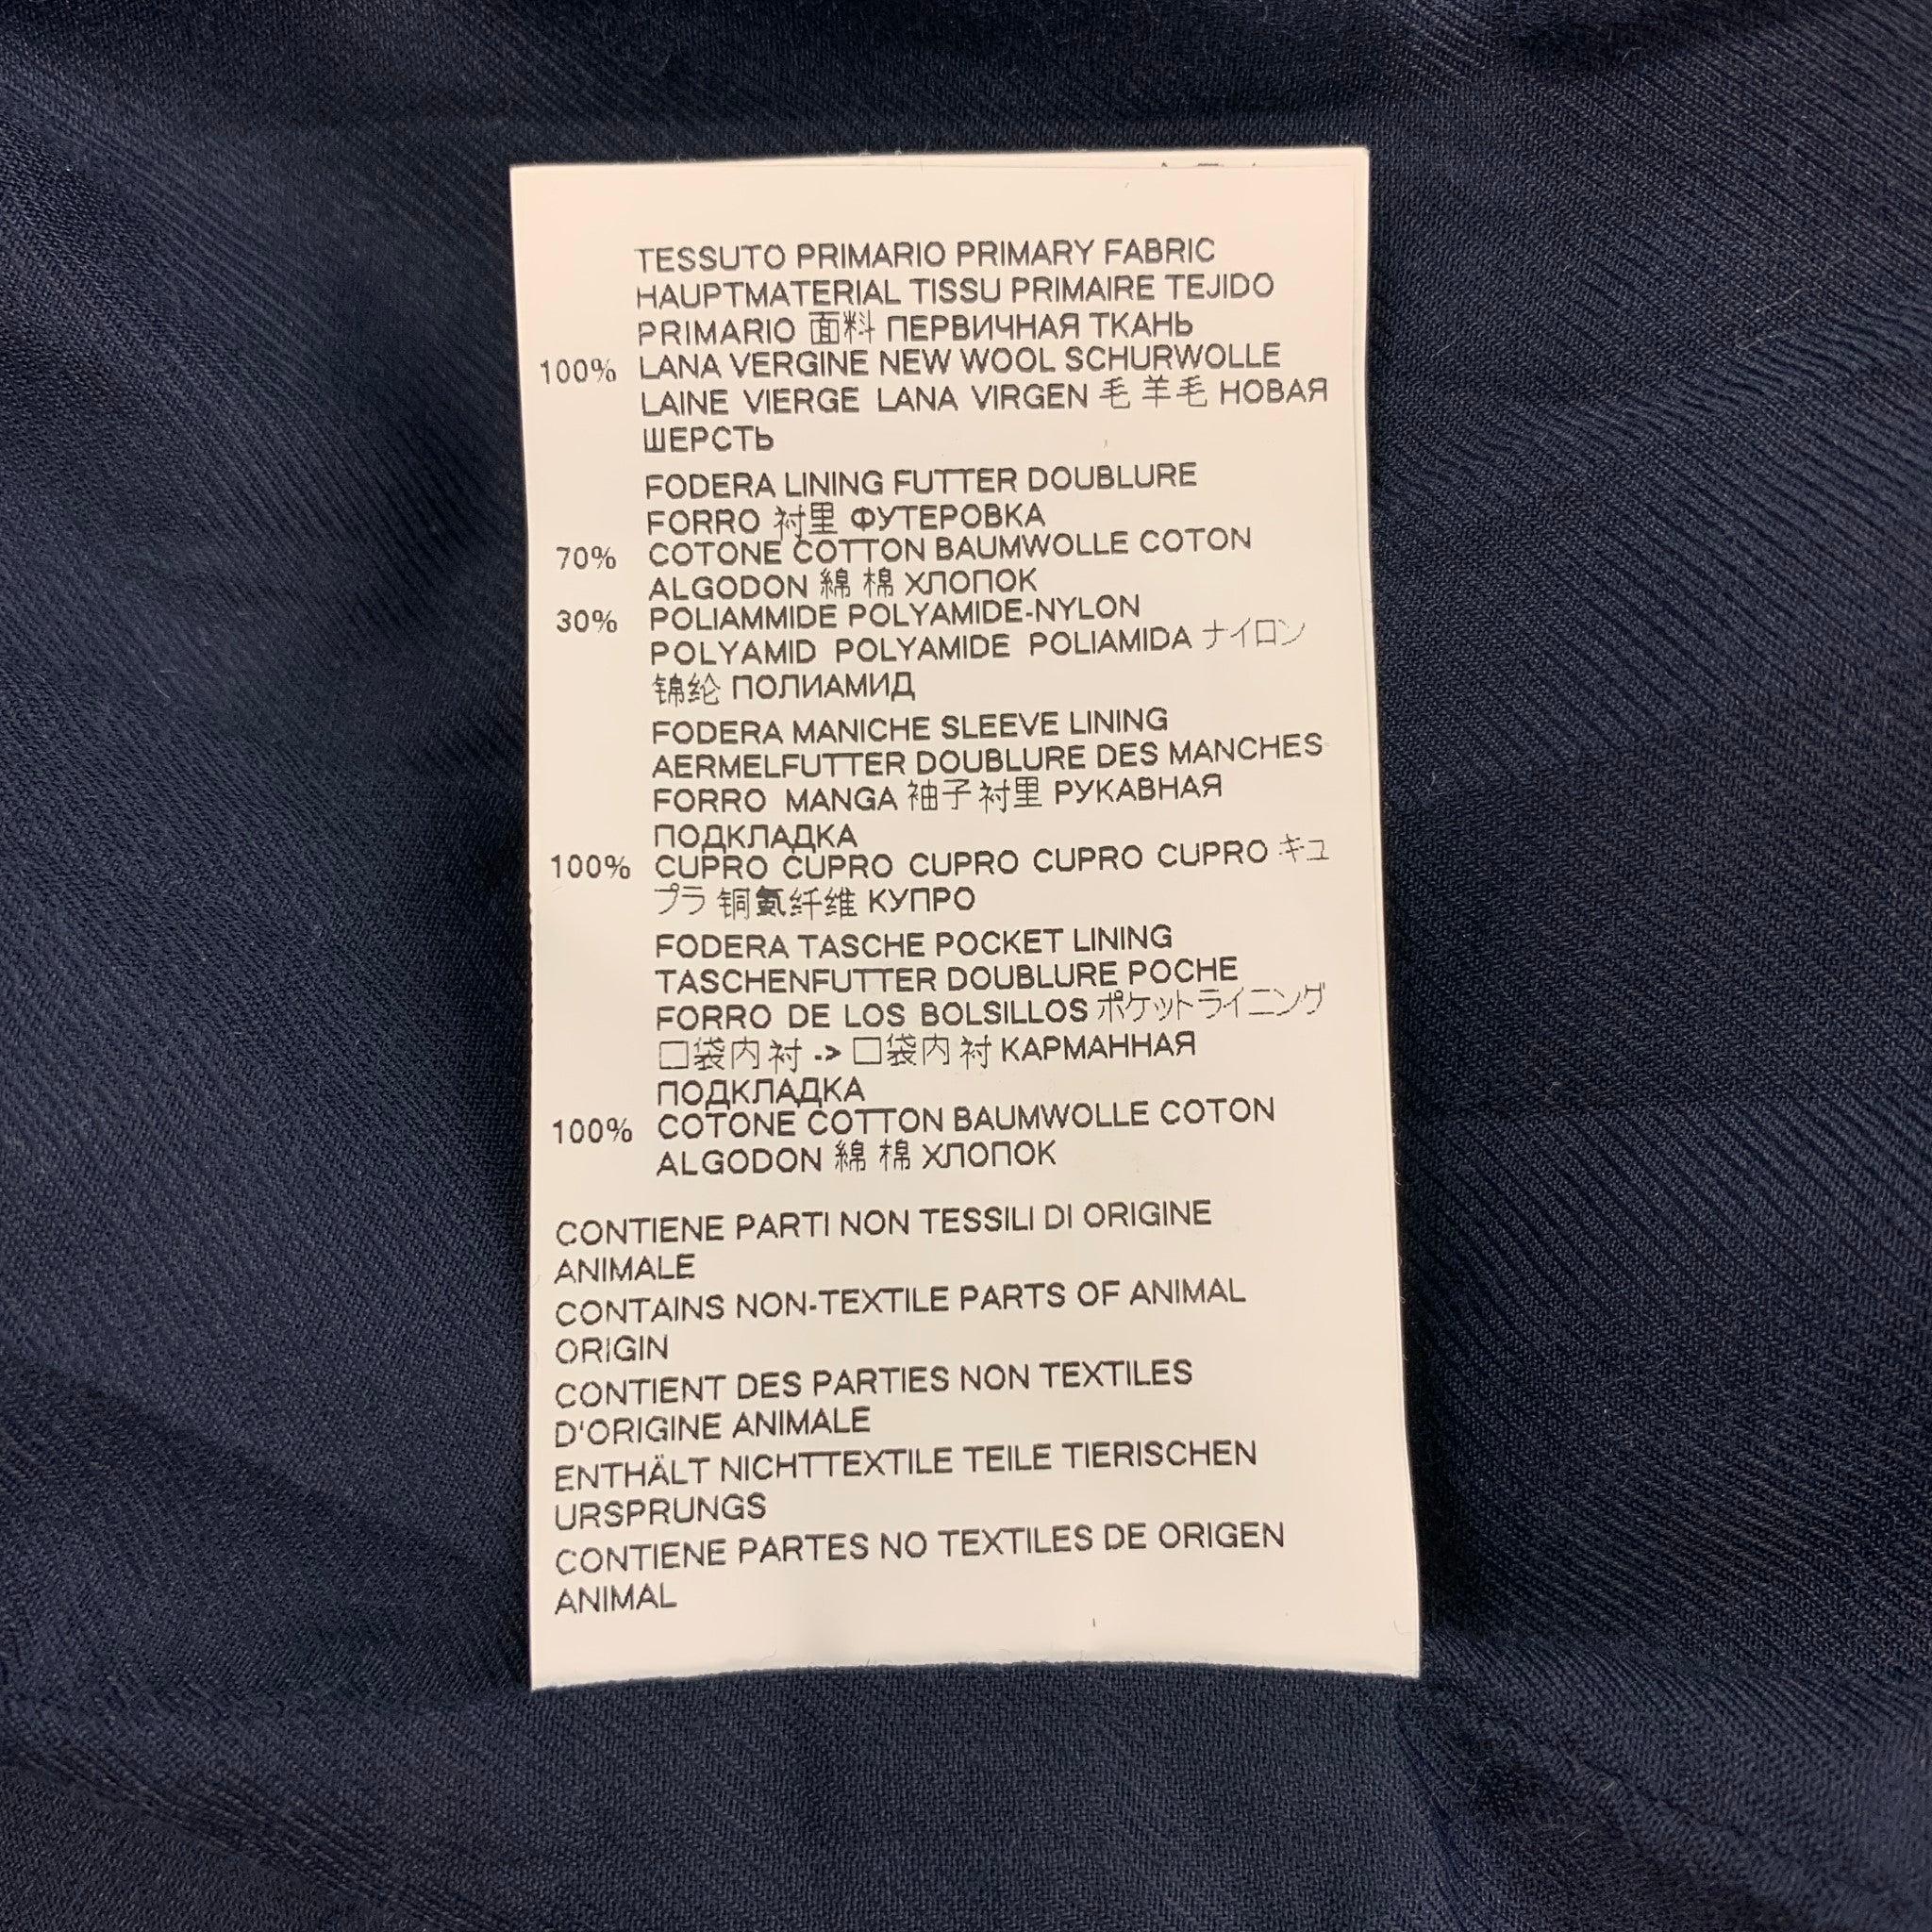 TESSUTO PRIMARIO PRIMARY FABRIC
HAUPTMATERIAL TISSU PRIMAIRE TEJIDO
PRIMARIO 面料 ПЕРВИЧНАЯ ТКАНЬ
100% LANA VERGINE NEW WOOL SCHURWOLLE
LAINE VIERGE LANA VIRGEN 毛 羊毛 НОВАЯ
ШЕРСТЬ
FODERA LINING FUTTER DOUBLURE
FORRO 衬里 ФУТЕРОВКА
70% COTONE COTTON BAUMWOLLE COTON
ALGODON 綿 棉 ХЛОПОК
30% POLIAMMIDE POLYAMIDE-NYLON
POLYAMID POLYAMIDE POLIAMIDA ナイロン
锦纶 ПОЛИАМИД
FODERA MANICHE SLEEVE LINING
AERMELFUTTER DOUBLURE DES MANCHES
FORRO MANGA 袖子衬里 РУКАВНАЯ
ПОДКЛАДКА
100% CUPRO CUPRO CUPRO CUPRO CUPRO キュ
プラ 铜氨纤维 КУПРО
FODERA TASCHE POCKET LINING
TASCHENFUTTER DOUBLURE POCHE
FORRO DE LOS BOLSILLOS ポケットライニング
口袋内衬 -> 口袋内衬 КАРМАННАЯ
ПОДКЛАДКА
100% COTONE COTTON BAUMWOLLE COTON
ALGODON 綿 棉 ХЛОПОК
CONTIENE PARTI NON TESSILI DI ORIGINE
ANIMALE
CONTAINS NON-TEXTILE PARTS OF ANIMAL
ORIGIN
CONTIENT DES PARTIES NON TEXTILES
D'ORIGINE ANIMALE
ENTHÄLT NICHTTEXTILE TEILE TIERISCHEN
URSPRUNGS
CONTIENE PARTES NO TEXTILES DE ORIGEN
ANIMAL